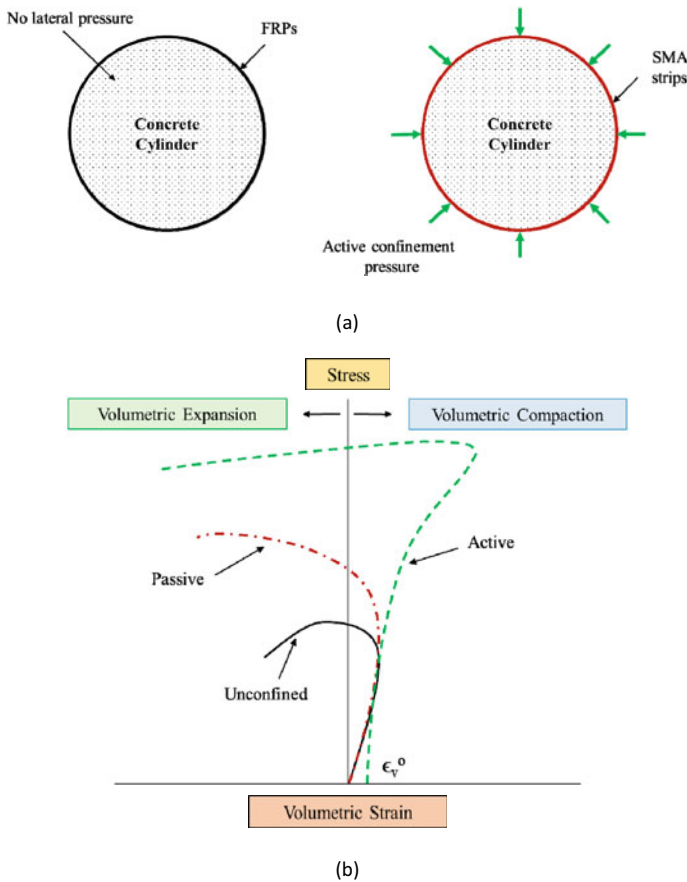 No lateral pressure
FRPs
Concrete
Cylinder
SMA
strips
Concrete
Cylinder
Active confinement
pressure
(a)
Stress
Volumetric Expansion
Volumetric Compaction
Active
Passive
Unconfined
ϵᵥ⁰
Volumetric Strain
(b)